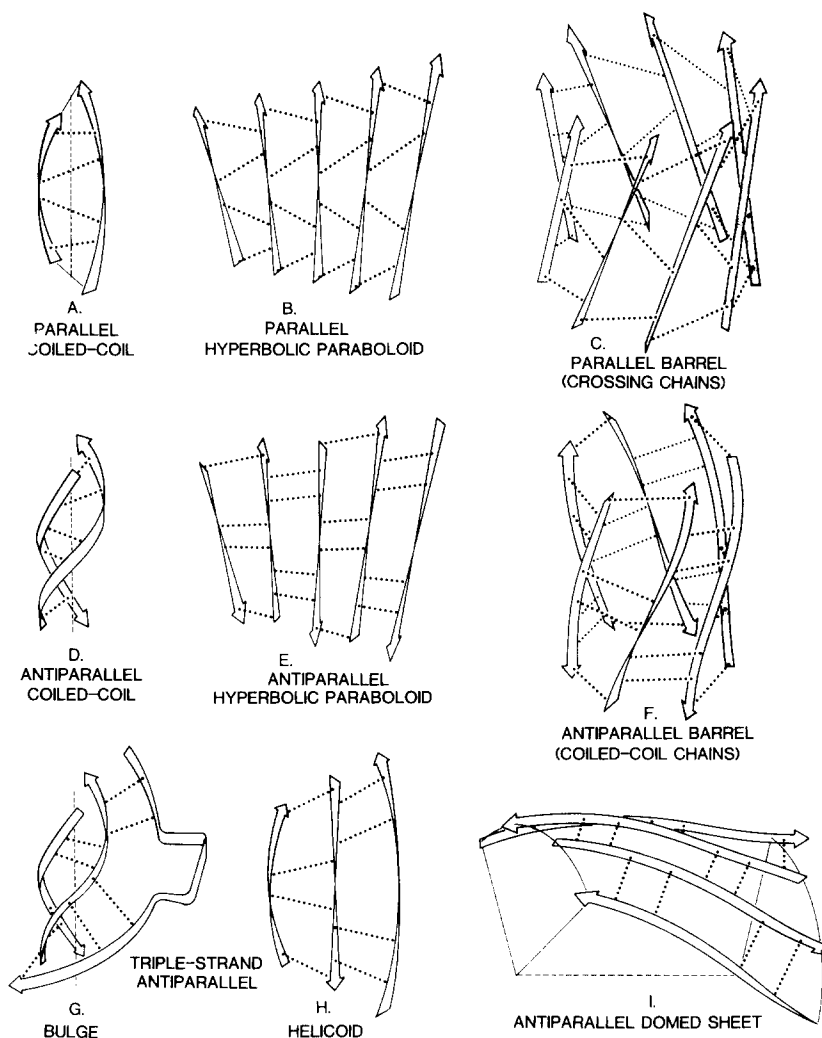 A.
PARALLEL
COILED-COIL
B.
PARALLEL
HYPERBOLIC PARABOLOID
C.
PARALLEL BARREL
(CROSSING CHAINS)
D.
ANTIPARALLEL
COILED-COIL
E.
ANTIPARALLEL
HYPERBOLIC PARABOLOID
F.
ANTIPARALLEL BARREL
(COILED-COIL CHAINS)
G.
BULGE
TRIPLE-STRAND
ANTIPARALLEL
H.
HELICOID
I.
ANTIPARALLEL DOMED SHEET